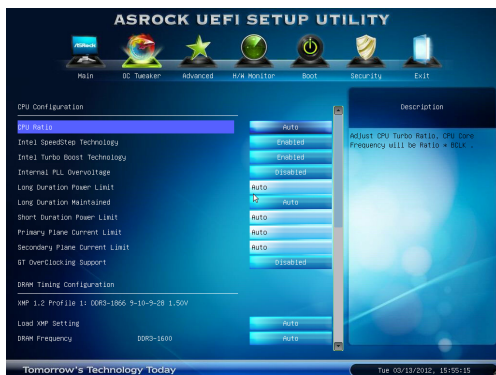 ASROCK UEFI SETUP UTILITY
ASRock
Main OC Tweaker Advanced H/W Monitor Boot Security Exit
CPU Configuration
Description
CPU Ratio Auto
Adjust CPU Turbo Ratio, CPU Core
Frequency will be Ratio * BCLK .
Intel SpeedStep Technology Enabled
Intel Turbo Boost Technology Enabled
Internal PLL Overvoltage Disabled
Long Duration Power Limit Auto
Long Duration Maintained Auto
Short Duration Power Limit Auto
Primary Plane Current Limit Auto
Secondary Plane Current Limit Auto
GT OverClocking Support Disabled
DRAM Timing Configuration
XMP 1.2 Profile 1: DDR3-1866 9-10-9-28 1.50V
Load XMP Setting Auto
DRAM Frequency DDR3-1600 Auto
Tomorrow's Technology Today
Tue 03/13/2012, 15:55:15